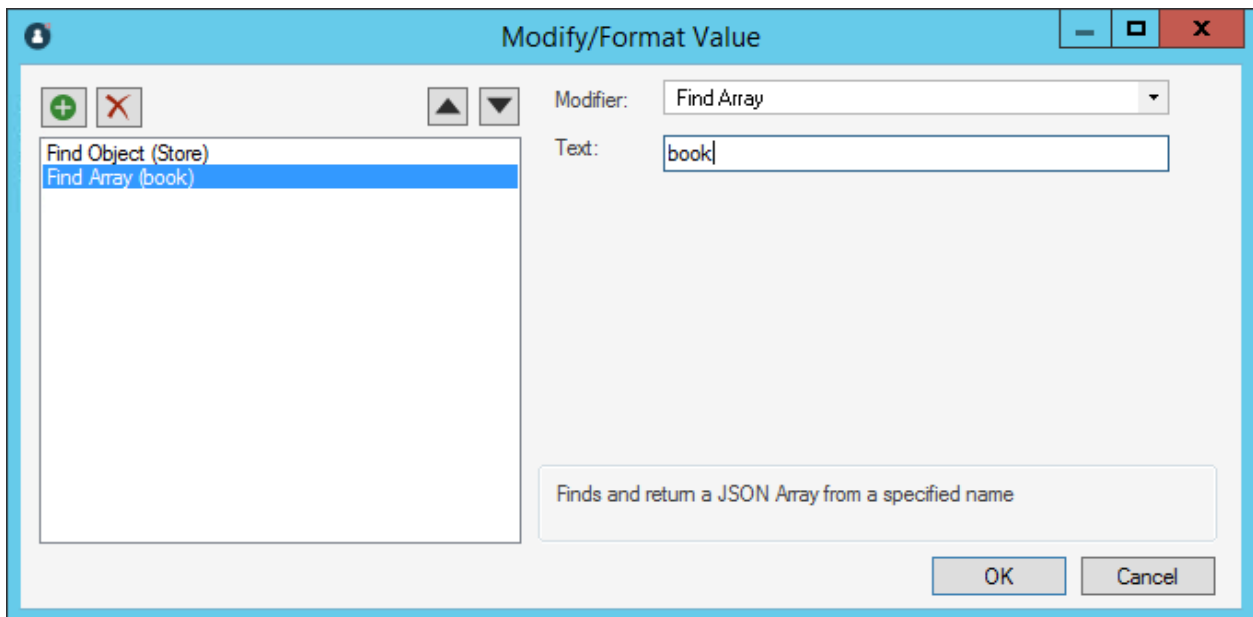 Modify/Format Value
x
Modifier: Find Array
Find Object (Store)
Find Array (book)
Text: book
Finds and return a JSON Array from a specified name
OK Cancel